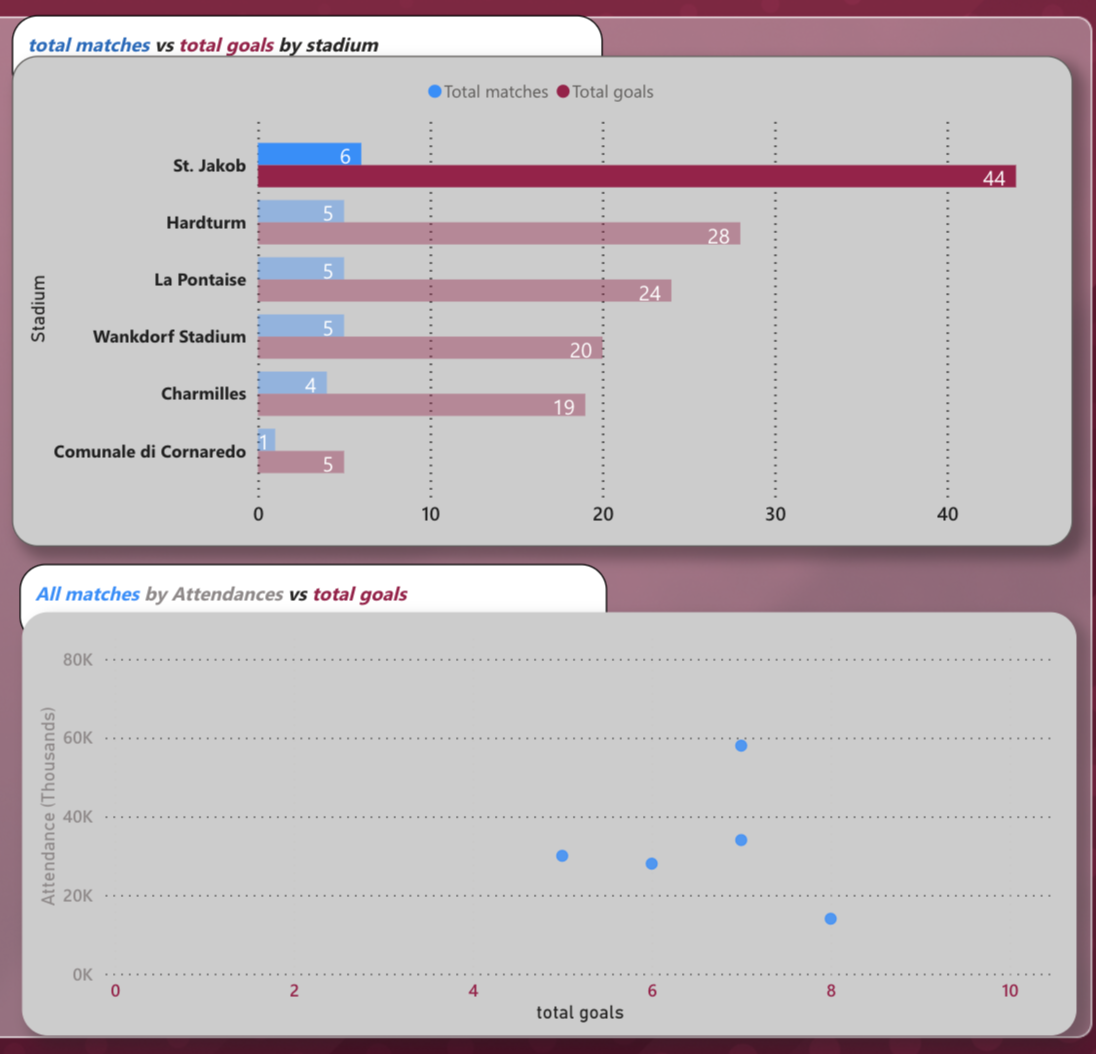 total matches vs total goals by stadium
Total matches Total goals
St. Jakob 6
44
Hardturm 5
28
La Pontaise 5
24
Stadium
Wankdorf Stadium 5
20
Charmilles 4
19
Comunale di Cornaredo 1
5
0 10 20 30 40
All matches by Attendances vs total goals
Attendance (Thousands)
80K
60K
40K
20K
0K
0 2 4 6 8 10
total goals